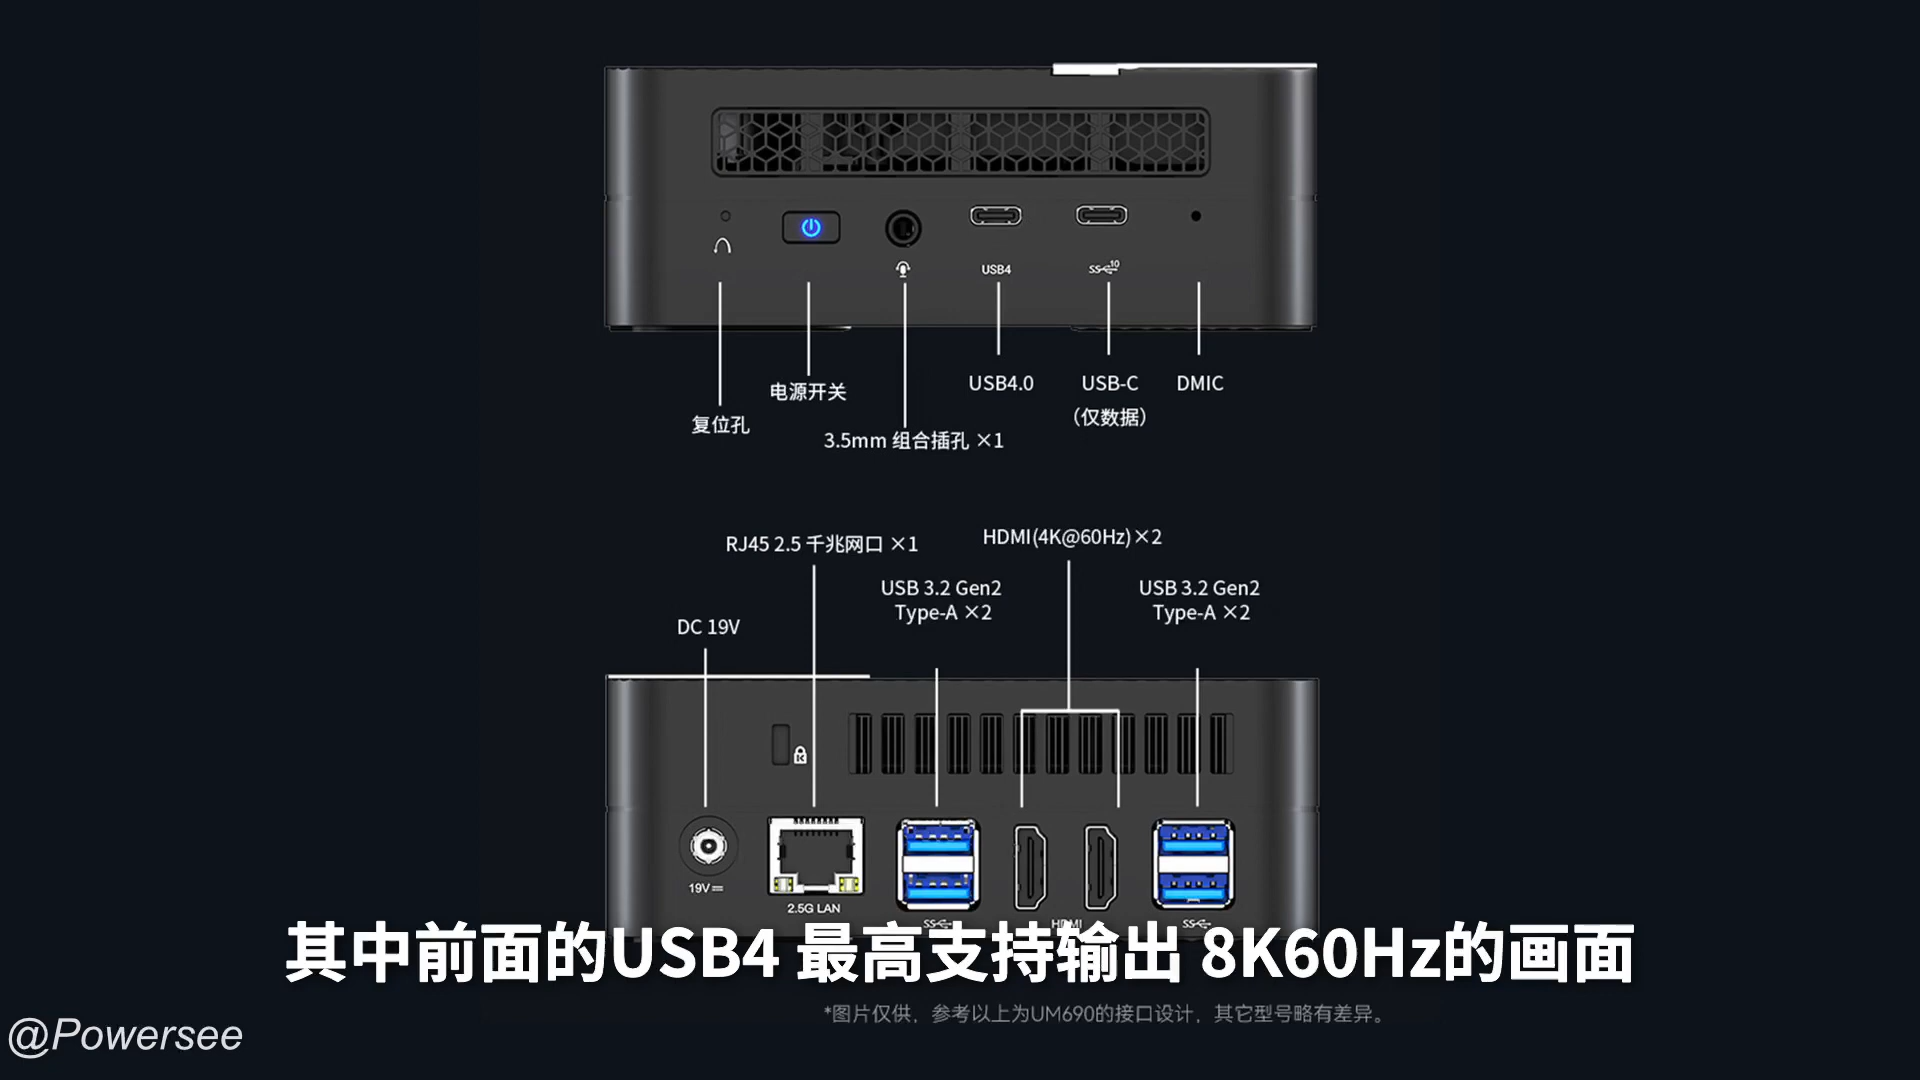 USB4
SS 10
复位孔
电源开关
3.5mm 组合插孔 ×1
USB4.0
USB-C
（仅数据）
DMIC
RJ45 2.5 千兆网口 ×1
HDMI(4K@60Hz)×2
DC 19V
USB 3.2 Gen2
Type-A ×2
USB 3.2 Gen2
Type-A ×2
K
19V
2.5G LAN
SS
HDMI
SS
其中前面的USB4 最高支持输出 8K60Hz的画面
*图片仅供，参考以上为UM690的接口设计，其它型号略有差异。
@Powersee